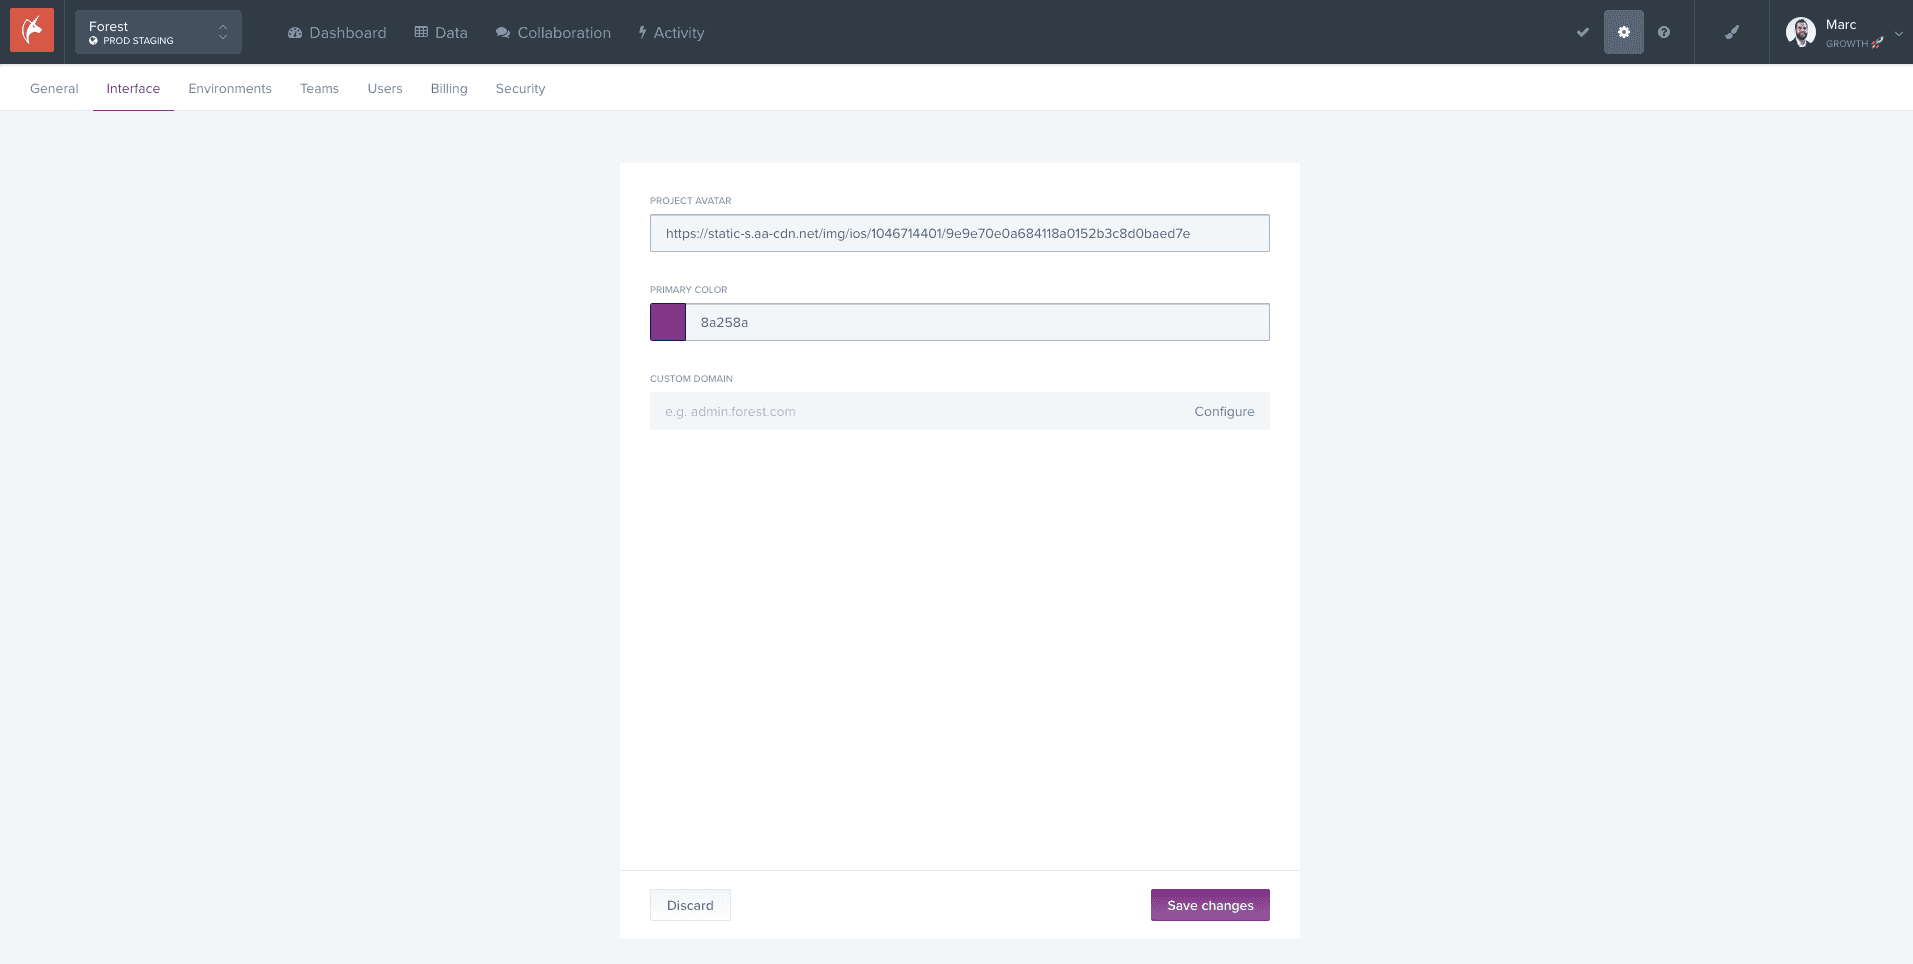 Forest
PROD STAGING
Dashboard
Data
Collaboration
Activity
Marc
GROWTH 🚀
General
Interface
Environments
Teams
Users
Billing
Security
PROJECT AVATAR
https://static-s.aa-cdn.net/img/ios/1046714401/9e9e70e0a684118a0152b3c8d0baed7e
PRIMARY COLOR
8a258a
CUSTOM DOMAIN
e.g. admin.forest.com
Configure
Discard
Save changes